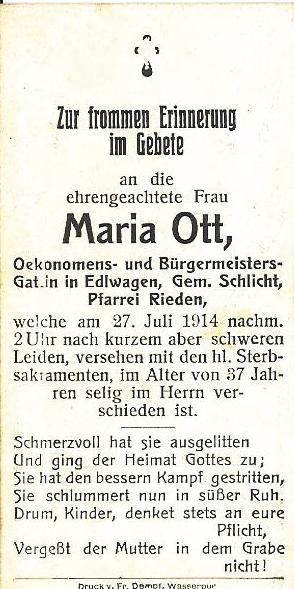 Zur frommen Erinnerung
im Gebete
an die
ehrengeachtete Frau
Maria Ott,
Oekonomens- und Bürgermeisters-
Gat.in in Edlwagen, Gem. Schlicht,
Pfarrei Rieden,
welche am 27. Juli 1914 nachm.
2 Uhr nach kurzem aber schweren
Leiden, versehen mit den hl. Sterb-
sakramenten, im Alter von 37 Jah-
ren selig im Herrn ver-
schieden ist.
Schmerzvoll hat sie ausgelitten
Und ging der Heimat Gottes zu;
Sie hat den bessern Kampf gestritten,
Sie schlummert nun in süßer Ruh.
Drum, Kinder, denket stets an eure
Pflicht,
Vergeßt der Mutter in dem Grabe
nicht!
Druck v. Fr. Dempf, Wasserbur